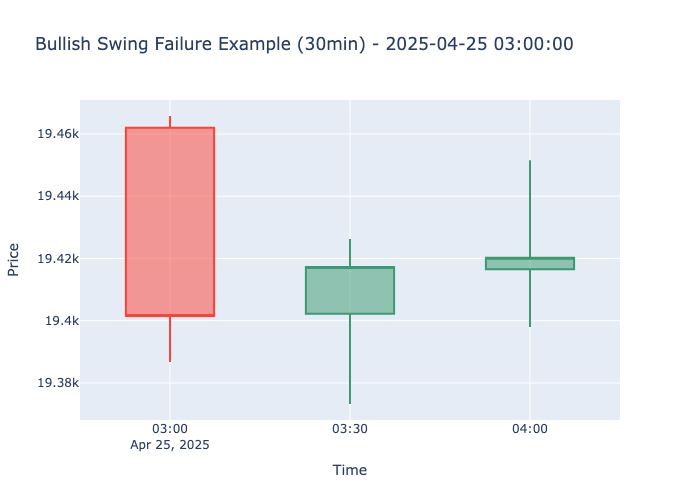 Bullish Swing Failure Example (30min) - 2025-04-25 03:00:00
Price
19.46k
19.44k
19.42k
19.4k
19.38k
03:00
Apr 25, 2025
03:30
04:00
Time